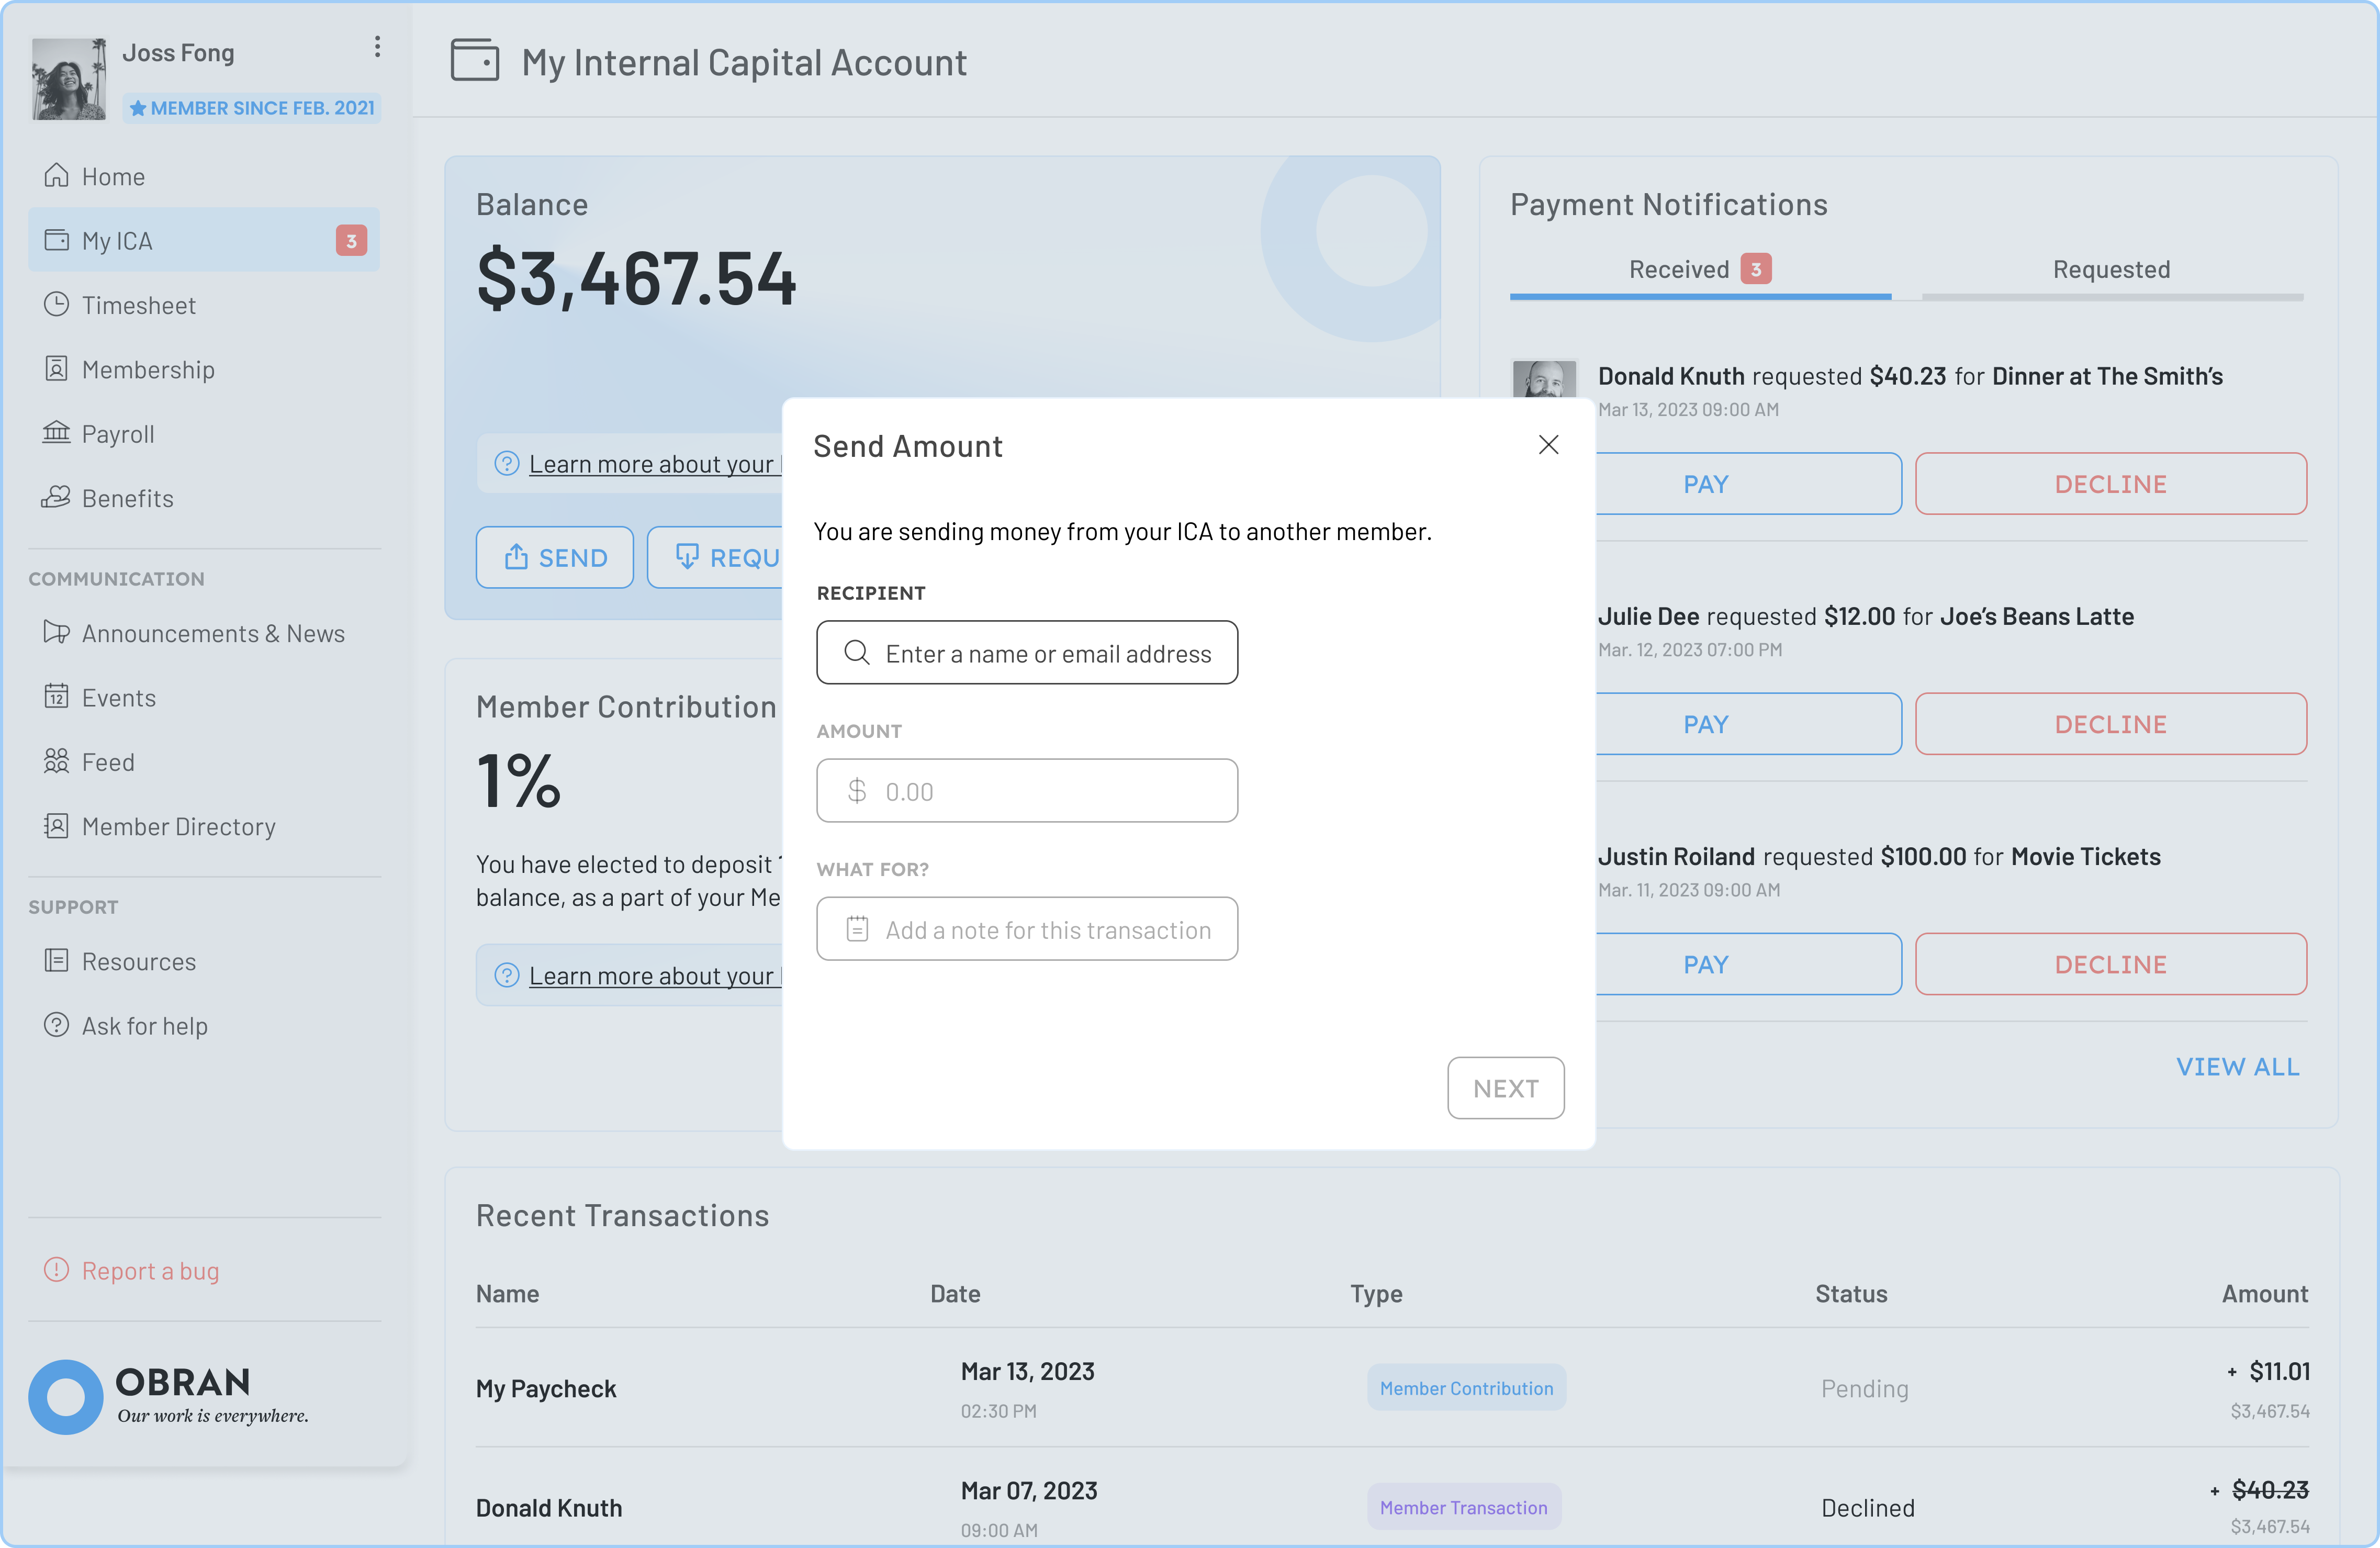 Joss Fong
MEMBER SINCE FEB. 2021
Home
My ICA
3
Timesheet
Membership
Payroll
Benefits
COMMUNICATION
Announcements & News
12
Events
Feed
Member Directory
SUPPORT
Resources
Ask for help
Report a bug
OBRAN
Our work is everywhere.
My Internal Capital Account
Balance
$3,467.54
Learn more about your
SEND
REQU
Member Contribution
1%
You have elected to deposit
balance, as a part of your Me
Learn more about your
Send Amount
You are sending money from your ICA to another member.
RECIPIENT
Enter a name or email address
AMOUNT
$ 0.00
WHAT FOR?
Add a note for this transaction
NEXT
Payment Notifications
Received 3
Requested
Donald Knuth requested $40.23 for Dinner at The Smith’s
Mar 13, 2023 09:00 AM
PAY
DECLINE
Julie Dee requested $12.00 for Joe’s Beans Latte
Mar. 12, 2023 07:00 PM
PAY
DECLINE
Justin Roiland requested $100.00 for Movie Tickets
Mar. 11, 2023 09:00 AM
PAY
DECLINE
VIEW ALL
Recent Transactions
Name Date Type Status Amount
My Paycheck
Mar 13, 2023
02:30 PM
Member Contribution
Pending
+ $11.01
$3,467.54
Donald Knuth
Mar 07, 2023
09:00 AM
Member Transaction
Declined
+ $40.23
$3,467.54